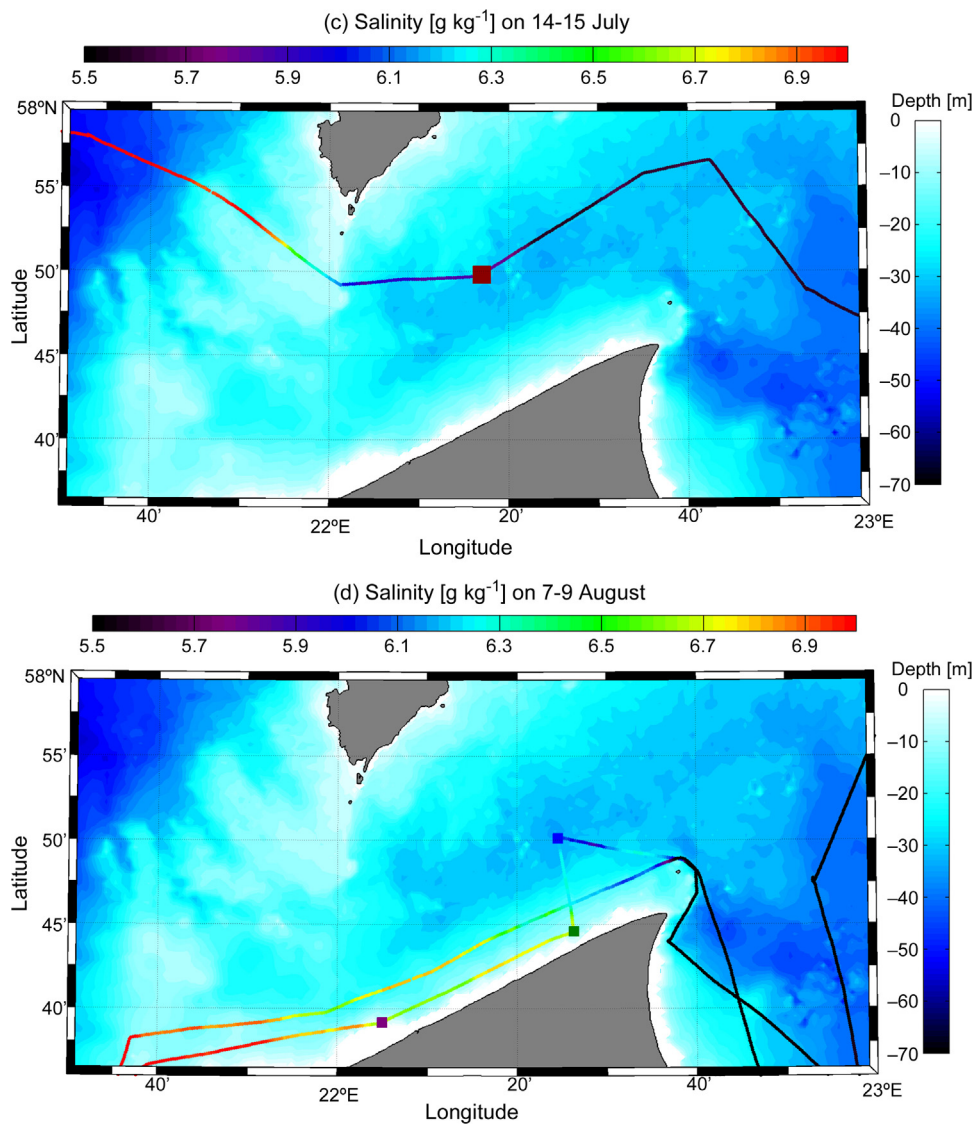 (c) Salinity [g kg-1] on 14-15 July
5.5 5.7 5.9 6.1 6.3 6.5 6.7 6.9
58ºN
55'
50'
45'
40'
Latitude
40' 22ºE 20' 40' 23ºE
Longitude
Depth [m]
0
–10
–20
–30
–40
–50
–60
–70
(d) Salinity [g kg-1] on 7-9 August
5.5 5.7 5.9 6.1 6.3 6.5 6.7 6.9
58ºN
55'
50'
45'
40'
Latitude
40' 22ºE 20' 40' 23ºE
Longitude
Depth [m]
0
–10
–20
–30
–40
–50
–60
–70